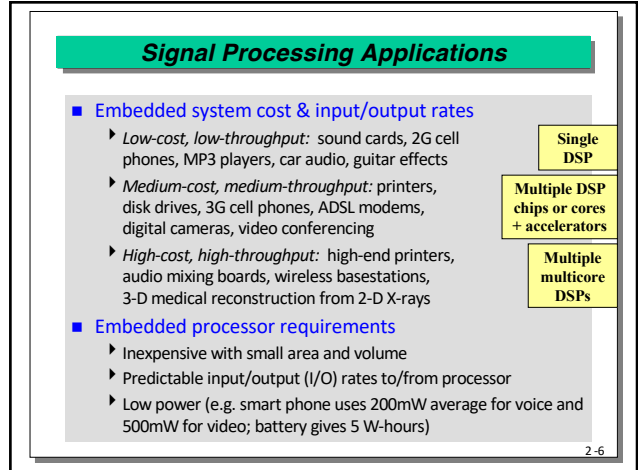 Signal Processing Applications
Embedded system cost & input/output rates
Low-cost, low-throughput: sound cards, 2G cell
phones, MP3 players, car audio, guitar effects
Single
DSP
Medium-cost, medium-throughput: printers,
disk drives, 3G cell phones, ADSL modems,
digital cameras, video conferencing
Multiple DSP
chips or cores
+ accelerators
High-cost, high-throughput: high-end printers,
audio mixing boards, wireless basestations,
3-D medical reconstruction from 2-D X-rays
Multiple
multicore
DSPs
Embedded processor requirements
Inexpensive with small area and volume
Predictable input/output (I/O) rates to/from processor
Low power (e.g. smart phone uses 200mW average for voice and
500mW for video; battery gives 5 W-hours)
2-6